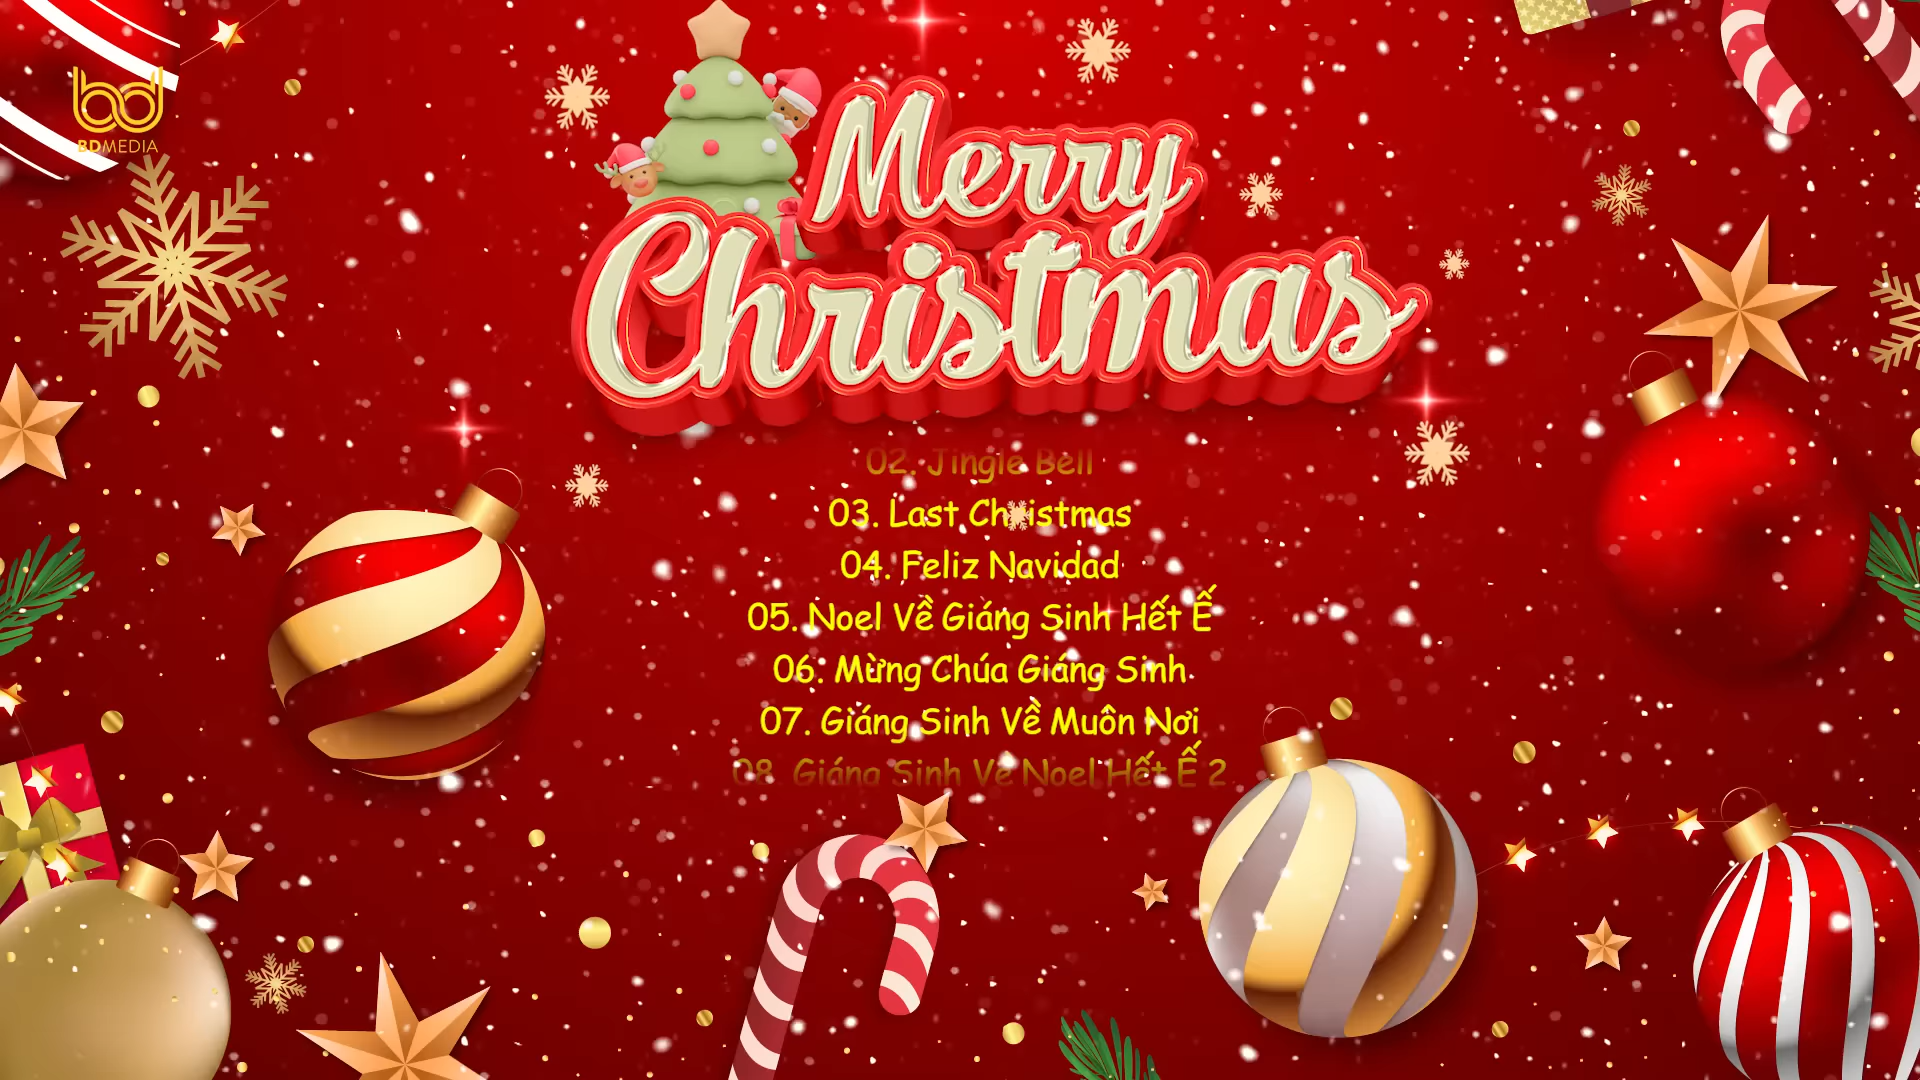 BDMEDIA
Merry
Christmas
02. Jingle Bell
03. Last Christmas
04. Feliz Navidad
05. Noel Về Giáng Sinh Hết Ế
06. Mừng Chúa Giáng Sinh
07. Giáng Sinh Về Muôn Nơi
08. Giáng Sinh Về Noel Hết Ế 2